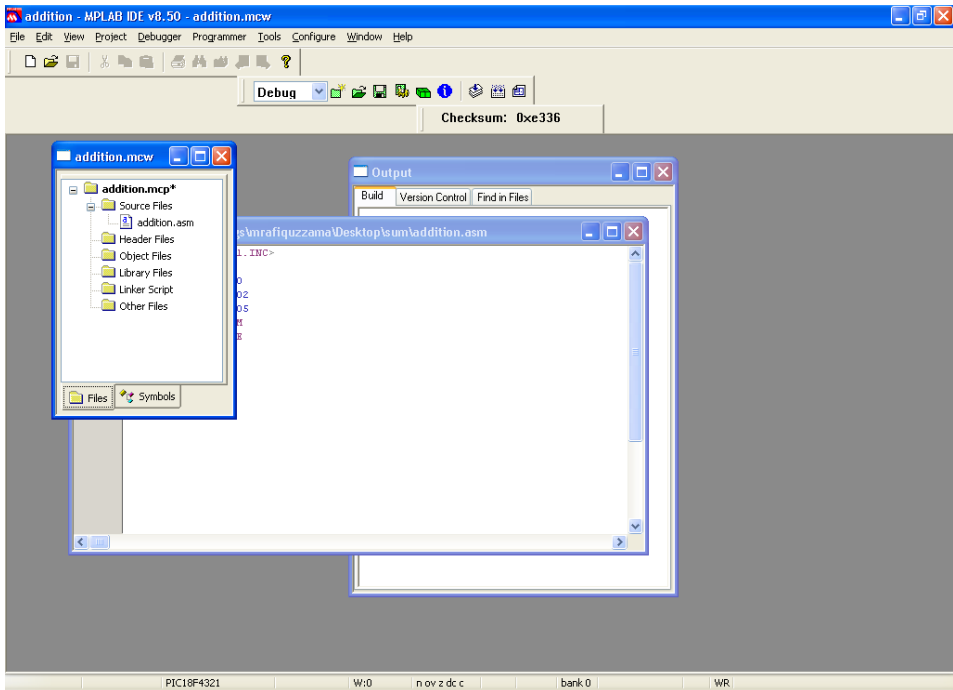 addition - MPLAB IDE v8.50 - addition.mcw
File Edit View Project Debugger Programmer Tools Configure Window Help
Debug
Checksum: 0xe336
addition.mcw
addition.mcp*
Source Files
addition.asm
Header Files
Object Files
Library Files
Linker Script
Other Files
Files Symbols
Output
Build Version Control Find in Files
gs\mrafiquzzama\Desktop\sum\addition.asm
1.INC>
0
02
05
M
E
PIC18F4321 W:0 n ov z dc c bank 0 WR